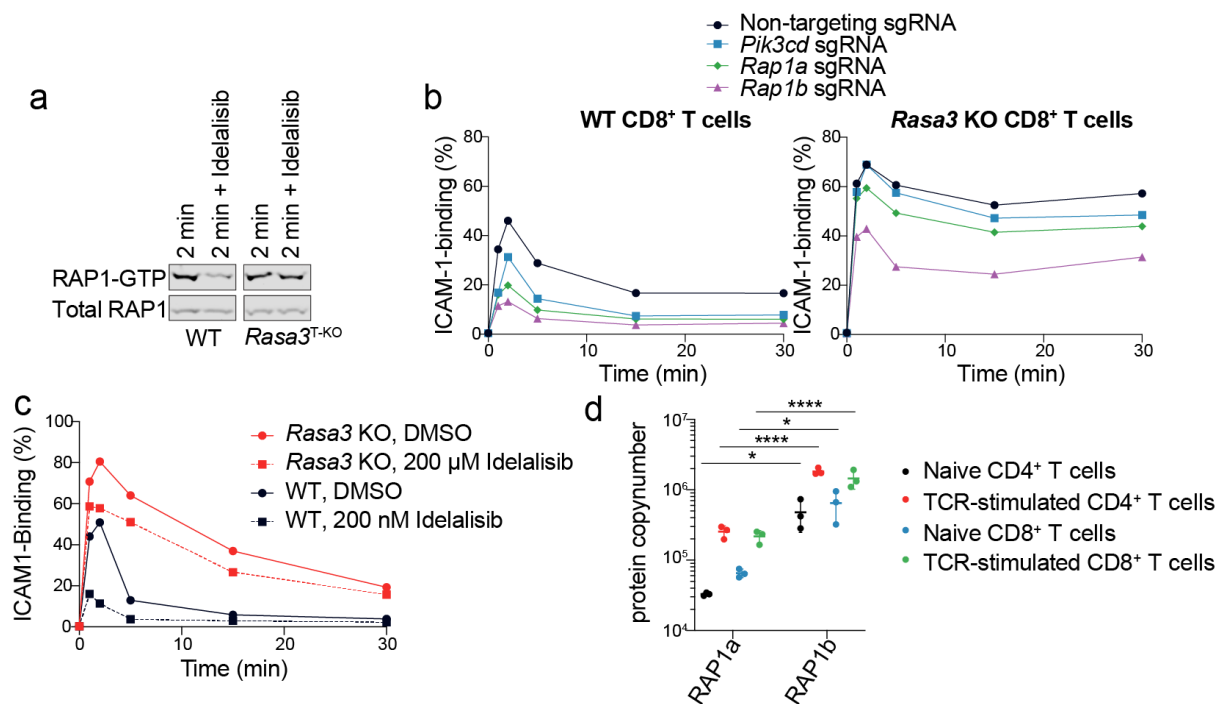 Non-targeting sgRNA
Pik3cd sgRNA
Rap1a sgRNA
Rap1b sgRNA
a
2 min
2 min + Idelalisib
2 min
2 min + Idelalisib
RAP1-GTP
Total RAP1
WT
Rasa3ᵀ⁻ᴷᴼ
b
WT CD8⁺ T cells
ICAM-1-binding (%)
80
60
40
20
0
0
10
20
30
Time (min)
Rasa3 KO CD8⁺ T cells
ICAM-1-binding (%)
80
60
40
20
0
0
10
20
30
Time (min)
c
ICAM1-Binding (%)
100
80
60
40
20
0
0
10
20
30
Time (min)
Rasa3 KO, DMSO
Rasa3 KO, 200 µM Idelalisib
WT, DMSO
WT, 200 nM Idelalisib
d
protein copynumber
10⁷
10⁶
10⁵
10⁴
****
*
****
*
RAP1a
RAP1b
Naive CD4⁺ T cells
TCR-stimulated CD4⁺ T cells
Naive CD8⁺ T cells
TCR-stimulated CD8⁺ T cells